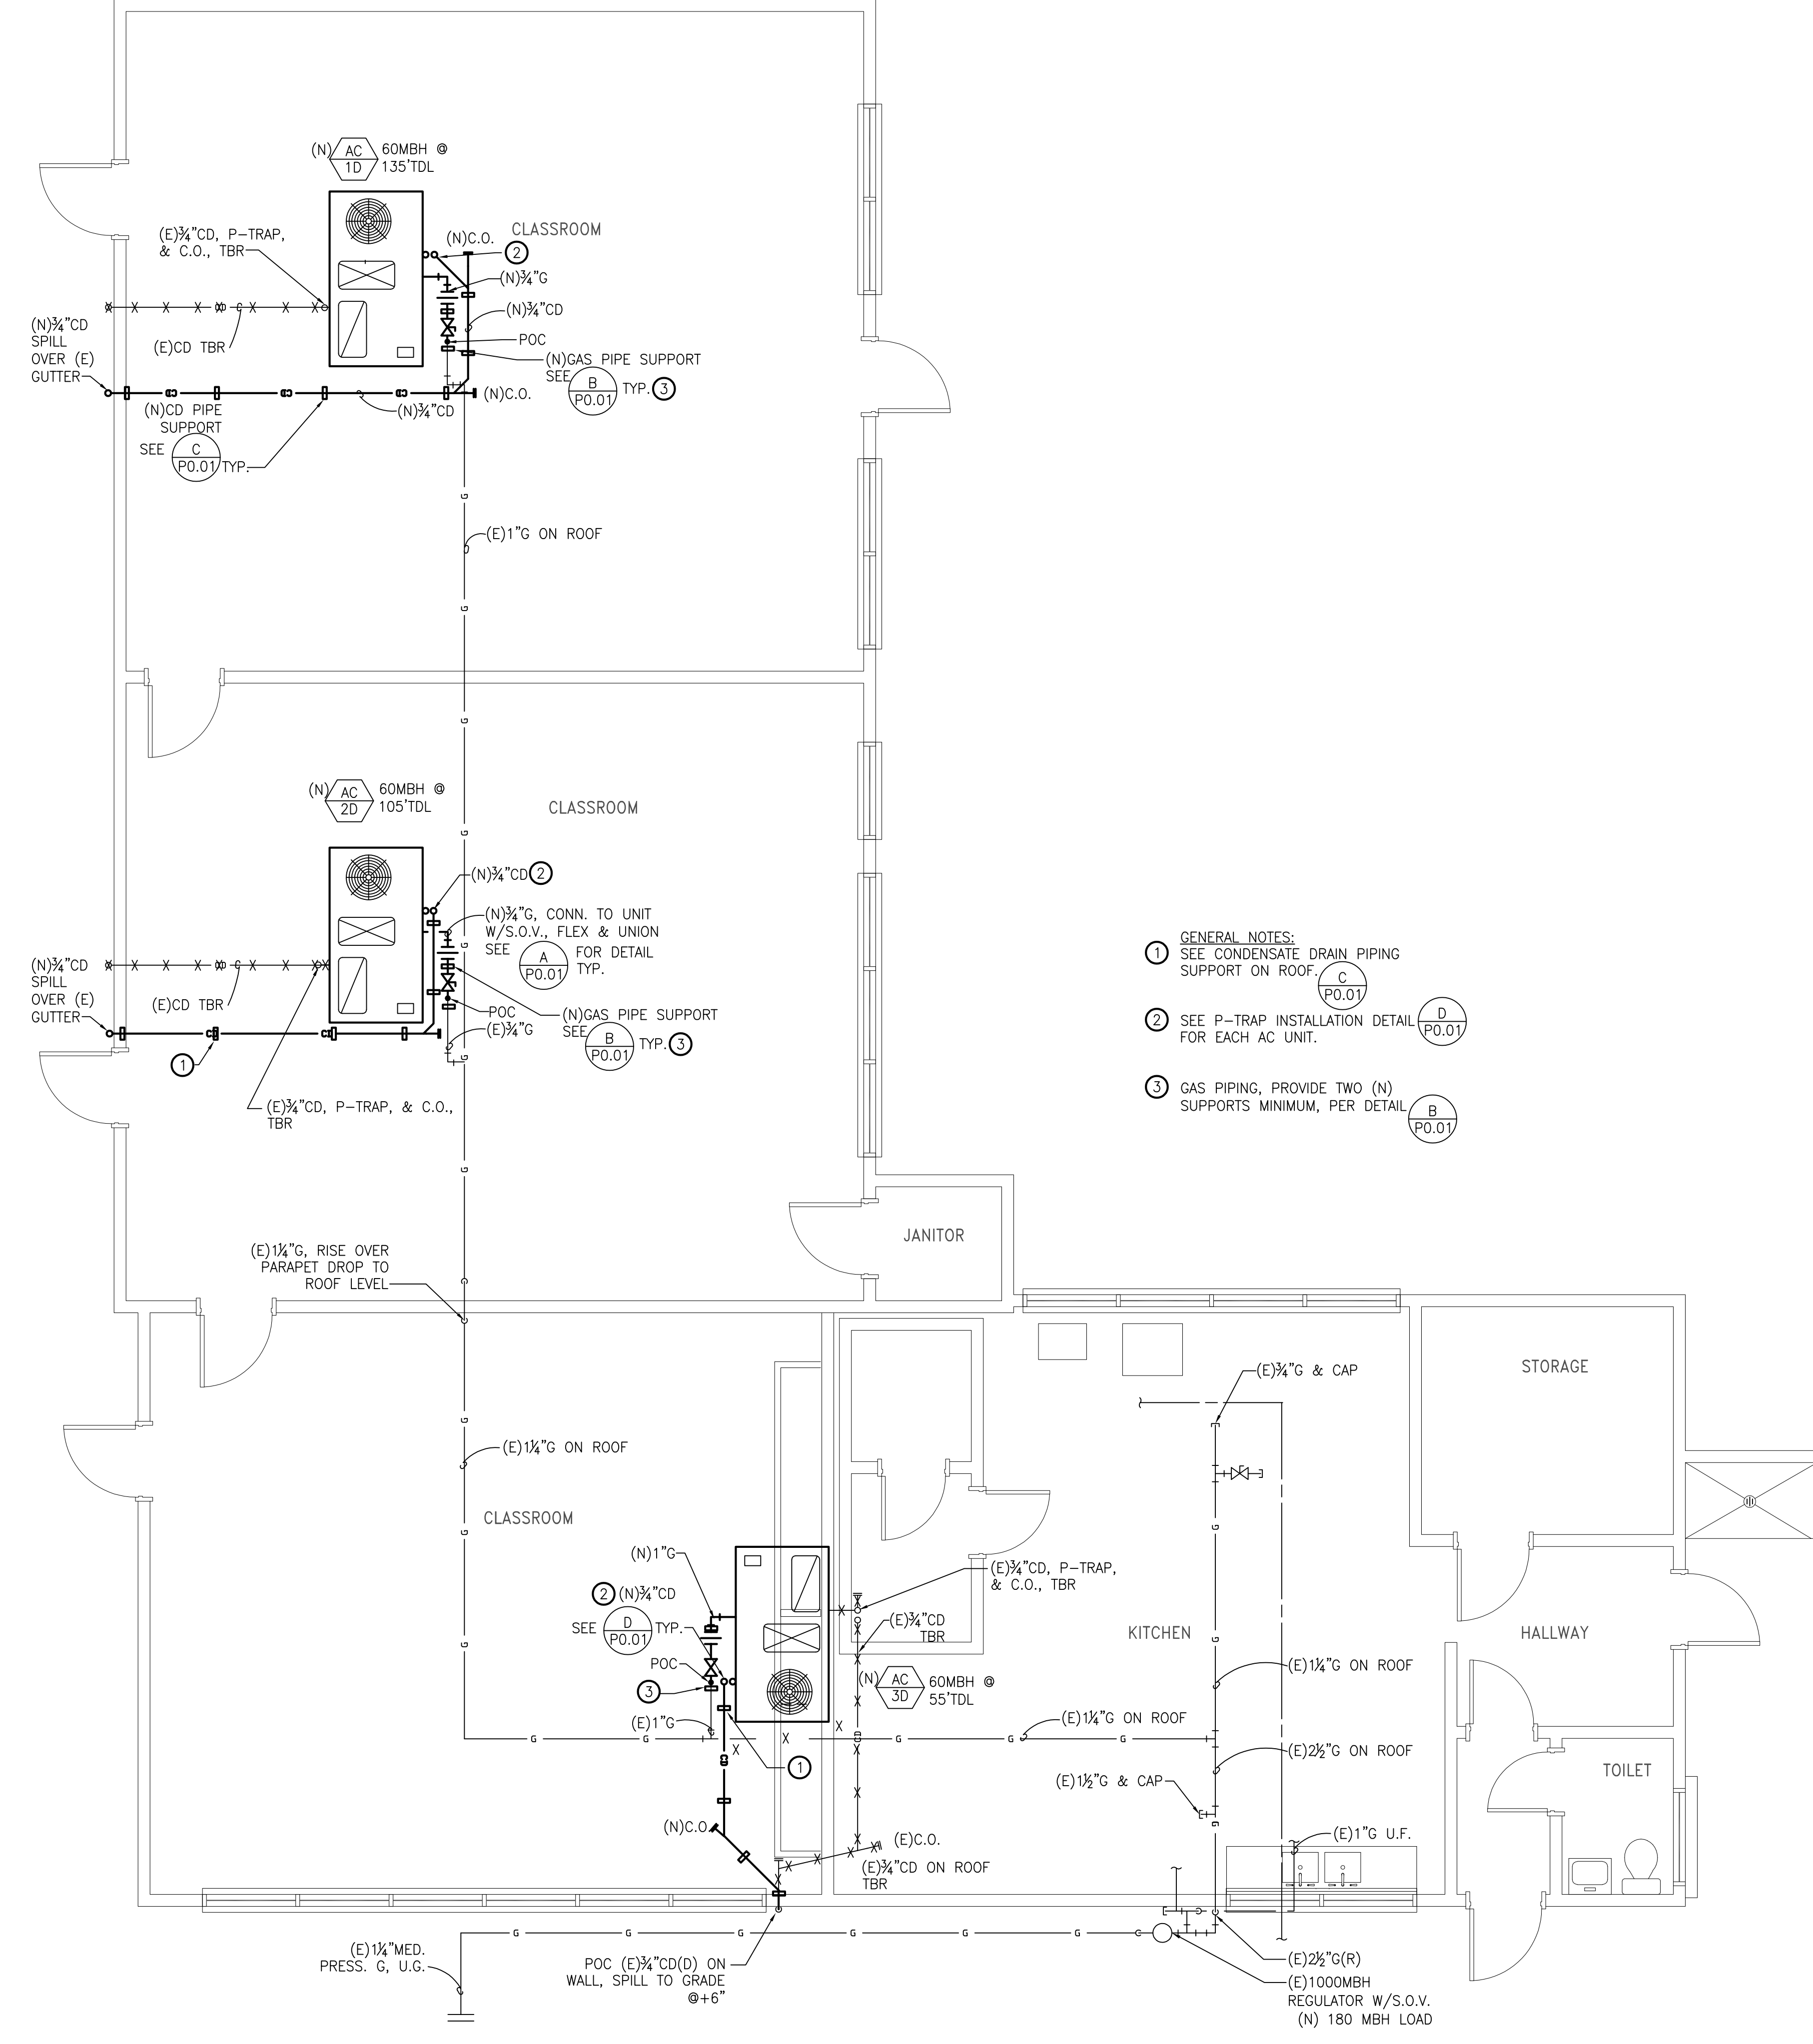 (N) AC 60MBH @
1D 135'TDL
CLASSROOM
(E)¾"CD, P-TRAP,
& C.O., TBR
(N)C.O.
2
(N)¾"G
(N)¾"CD
POC
(N)¾"CD
SPILL
OVER (E)
GUTTER
(E)CD TBR
(N)GAS PIPE SUPPORT
SEE B TYP. 3
P0.01
(N)C.O.
(N)¾"CD
(N)CD PIPE
SUPPORT
SEE C
P0.01 TYP.
CD CD CD
G
(E)1"G ON ROOF
G
G
G
(N) AC 60MBH @
2D 105'TDL
CLASSROOM
(N)¾"CD 2
(N)¾"G, CONN. TO UNIT
W/S.O.V., FLEX & UNION
SEE A FOR DETAIL
P0.01 TYP.
G
(N)¾"CD
SPILL
OVER (E)
GUTTER
(E)CD TBR
POC
(E)¾"G
(N)GAS PIPE SUPPORT
SEE B TYP. 3
P0.01
G
CD CD
1
(E)¾"CD, P-TRAP, & C.O.,
TBR
GENERAL NOTES:
1 SEE CONDENSATE DRAIN PIPING
SUPPORT ON ROOF. C
P0.01
2 SEE P-TRAP INSTALLATION DETAIL D
FOR EACH AC UNIT. P0.01
3 GAS PIPING, PROVIDE TWO (N)
SUPPORTS MINIMUM, PER DETAIL B
P0.01
G
JANITOR
(E)1¼"G, RISE OVER
PARAPET DROP TO
ROOF LEVEL
STORAGE
(E)¾"G & CAP
G
(E)1¼"G ON ROOF
CLASSROOM
G
G
(N)1"G
2 (N)¾"CD
SEE D TYP.
P0.01
POC
3
(E)1"G
(E)¾"CD, P-TRAP,
& C.O., TBR
(E)¾"CD
TBR
KITCHEN
HALLWAY
G
G
(N) AC 60MBH @
3D 55'TDL
(E)1¼"G ON ROOF
(E)1¼"G ON ROOF
G G G G G
CD
CD
1
(E)2½"G ON ROOF
TOILET
(E)1½"G & CAP
G
(N)C.O.
(E)C.O.
(E)1"G U.F.
(E)¾"CD ON ROOF
TBR
G G G G G G
(E)1¼"MED.
PRESS. G, U.G.
POC (E)¾"CD(D) ON
WALL, SPILL TO GRADE
@+6"
(E)2½"G(R)
(E)1000MBH
REGULATOR W/S.O.V.
(N) 180 MBH LOAD